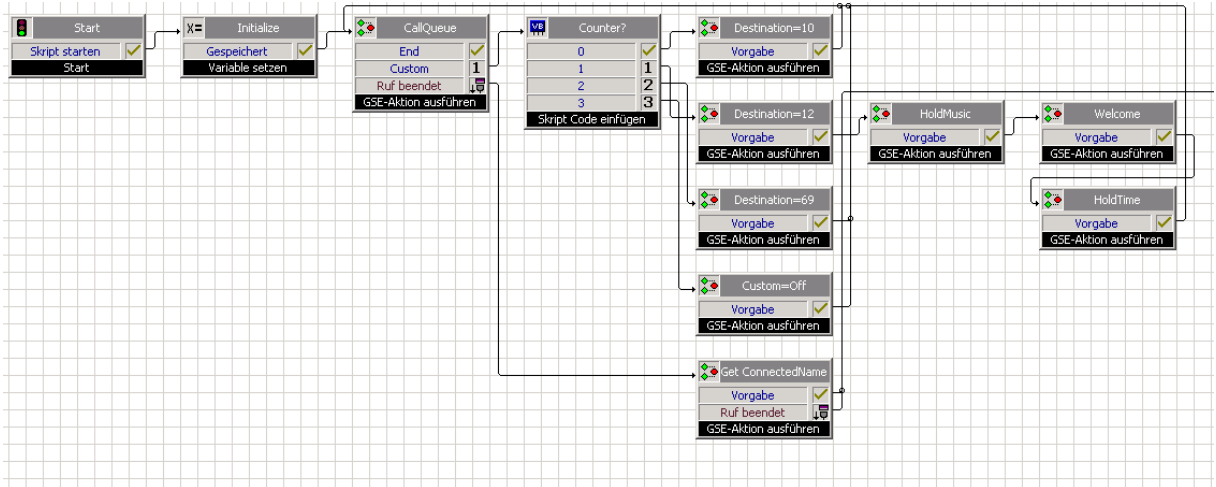 Start
Skript starten
Start
X= Initialize
Gespeichert
Variable setzen
CallQueue
End
Custom 1
Ruf beendet
GSE-Aktion ausführen
VB Counter?
0
1 1
2 2
3 3
Skript Code einfügen
Destination=10
Vorgabe
GSE-Aktion ausführen
Destination=12
Vorgabe
GSE-Aktion ausführen
HoldMusic
Vorgabe
GSE-Aktion ausführen
Welcome
Vorgabe
GSE-Aktion ausführen
Destination=69
Vorgabe
GSE-Aktion ausführen
HoldTime
Vorgabe
GSE-Aktion ausführen
Custom=Off
Vorgabe
GSE-Aktion ausführen
Get ConnectedName
Vorgabe
Ruf beendet
GSE-Aktion ausführen